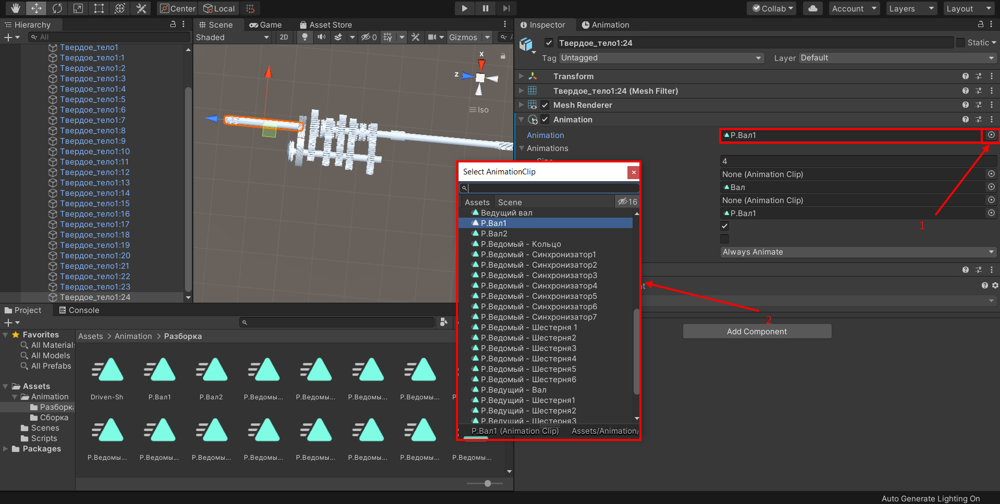 Center
Local
Collab
Account
Layers
Layout
Hierarchy
All
Твердое_тело1
Твердое_тело1:1
Твердое_тело1:2
Твердое_тело1:3
Твердое_тело1:4
Твердое_тело1:5
Твердое_тело1:6
Твердое_тело1:7
Твердое_тело1:8
Твердое_тело1:9
Твердое_тело1:10
Твердое_тело1:11
Твердое_тело1:12
Твердое_тело1:13
Твердое_тело1:14
Твердое_тело1:15
Твердое_тело1:16
Твердое_тело1:17
Твердое_тело1:18
Твердое_тело1:19
Твердое_тело1:20
Твердое_тело1:21
Твердое_тело1:22
Твердое_тело1:23
Твердое_тело1:24
Scene
Game
Asset Store
Shaded
2D
0
Gizmos
x
z
Iso
Inspector
Animation
Твердое_тело1:24
Static
Tag
Untagged
Layer
Default
Transform
Твердое_тело1:24 (Mesh Filter)
Mesh Renderer
Animation
Animation
Р.Вал1
Animations
4
None (Animation Clip)
Вал
None (Animation Clip)
Р.Вал1
1
Always Animate
2
Add Component
Select AnimationClip
Assets
Scene
16
Ведущий вал
Р.Вал1
Р.Вал2
Р.Ведомый - Кольцо
Р.Ведомый - Синхронизатор1
Р.Ведомый - Синхронизатор2
Р.Ведомый - Синхронизатор3
Р.Ведомый - Синхронизатор4
Р.Ведомый - Синхронизатор5
Р.Ведомый - Синхронизатор6
Р.Ведомый - Синхронизатор7
Р.Ведомый - Шестерня 1
Р.Ведомый - Шестерня2
Р.Ведомый - Шестерня3
Р.Ведомый - Шестерня4
Р.Ведомый - Шестерня5
Р.Ведомый - Шестерня6
Р.Ведущий - Вал
Р.Ведущий - Шестерня1
Р.Ведущий - Шестерня2
Р.Ведущий - Шестерня3
Р.Вал1 (Animation Clip)
Assets/Animation/
Project
Console
Favorites
All Materials
All Models
All Prefabs
Assets
Animation
Разборка
Сборка
Scenes
Scripts
Packages
Assets > Animation > Разборка
Driven-Sh
Р.Вал1
Р.Вал2
Р.Ведомы...
Р.Ведомы...
Р.Ведомы...
Р.Ведомы...
Р.Ведомы...
Р.Ведомы...
Р.Ведомы...
Р.Ведомы...
Р.Ведомы...
Р.Ведомы...
Р.Ведомы...
Р.Ведомы...
Auto Generate Lighting On